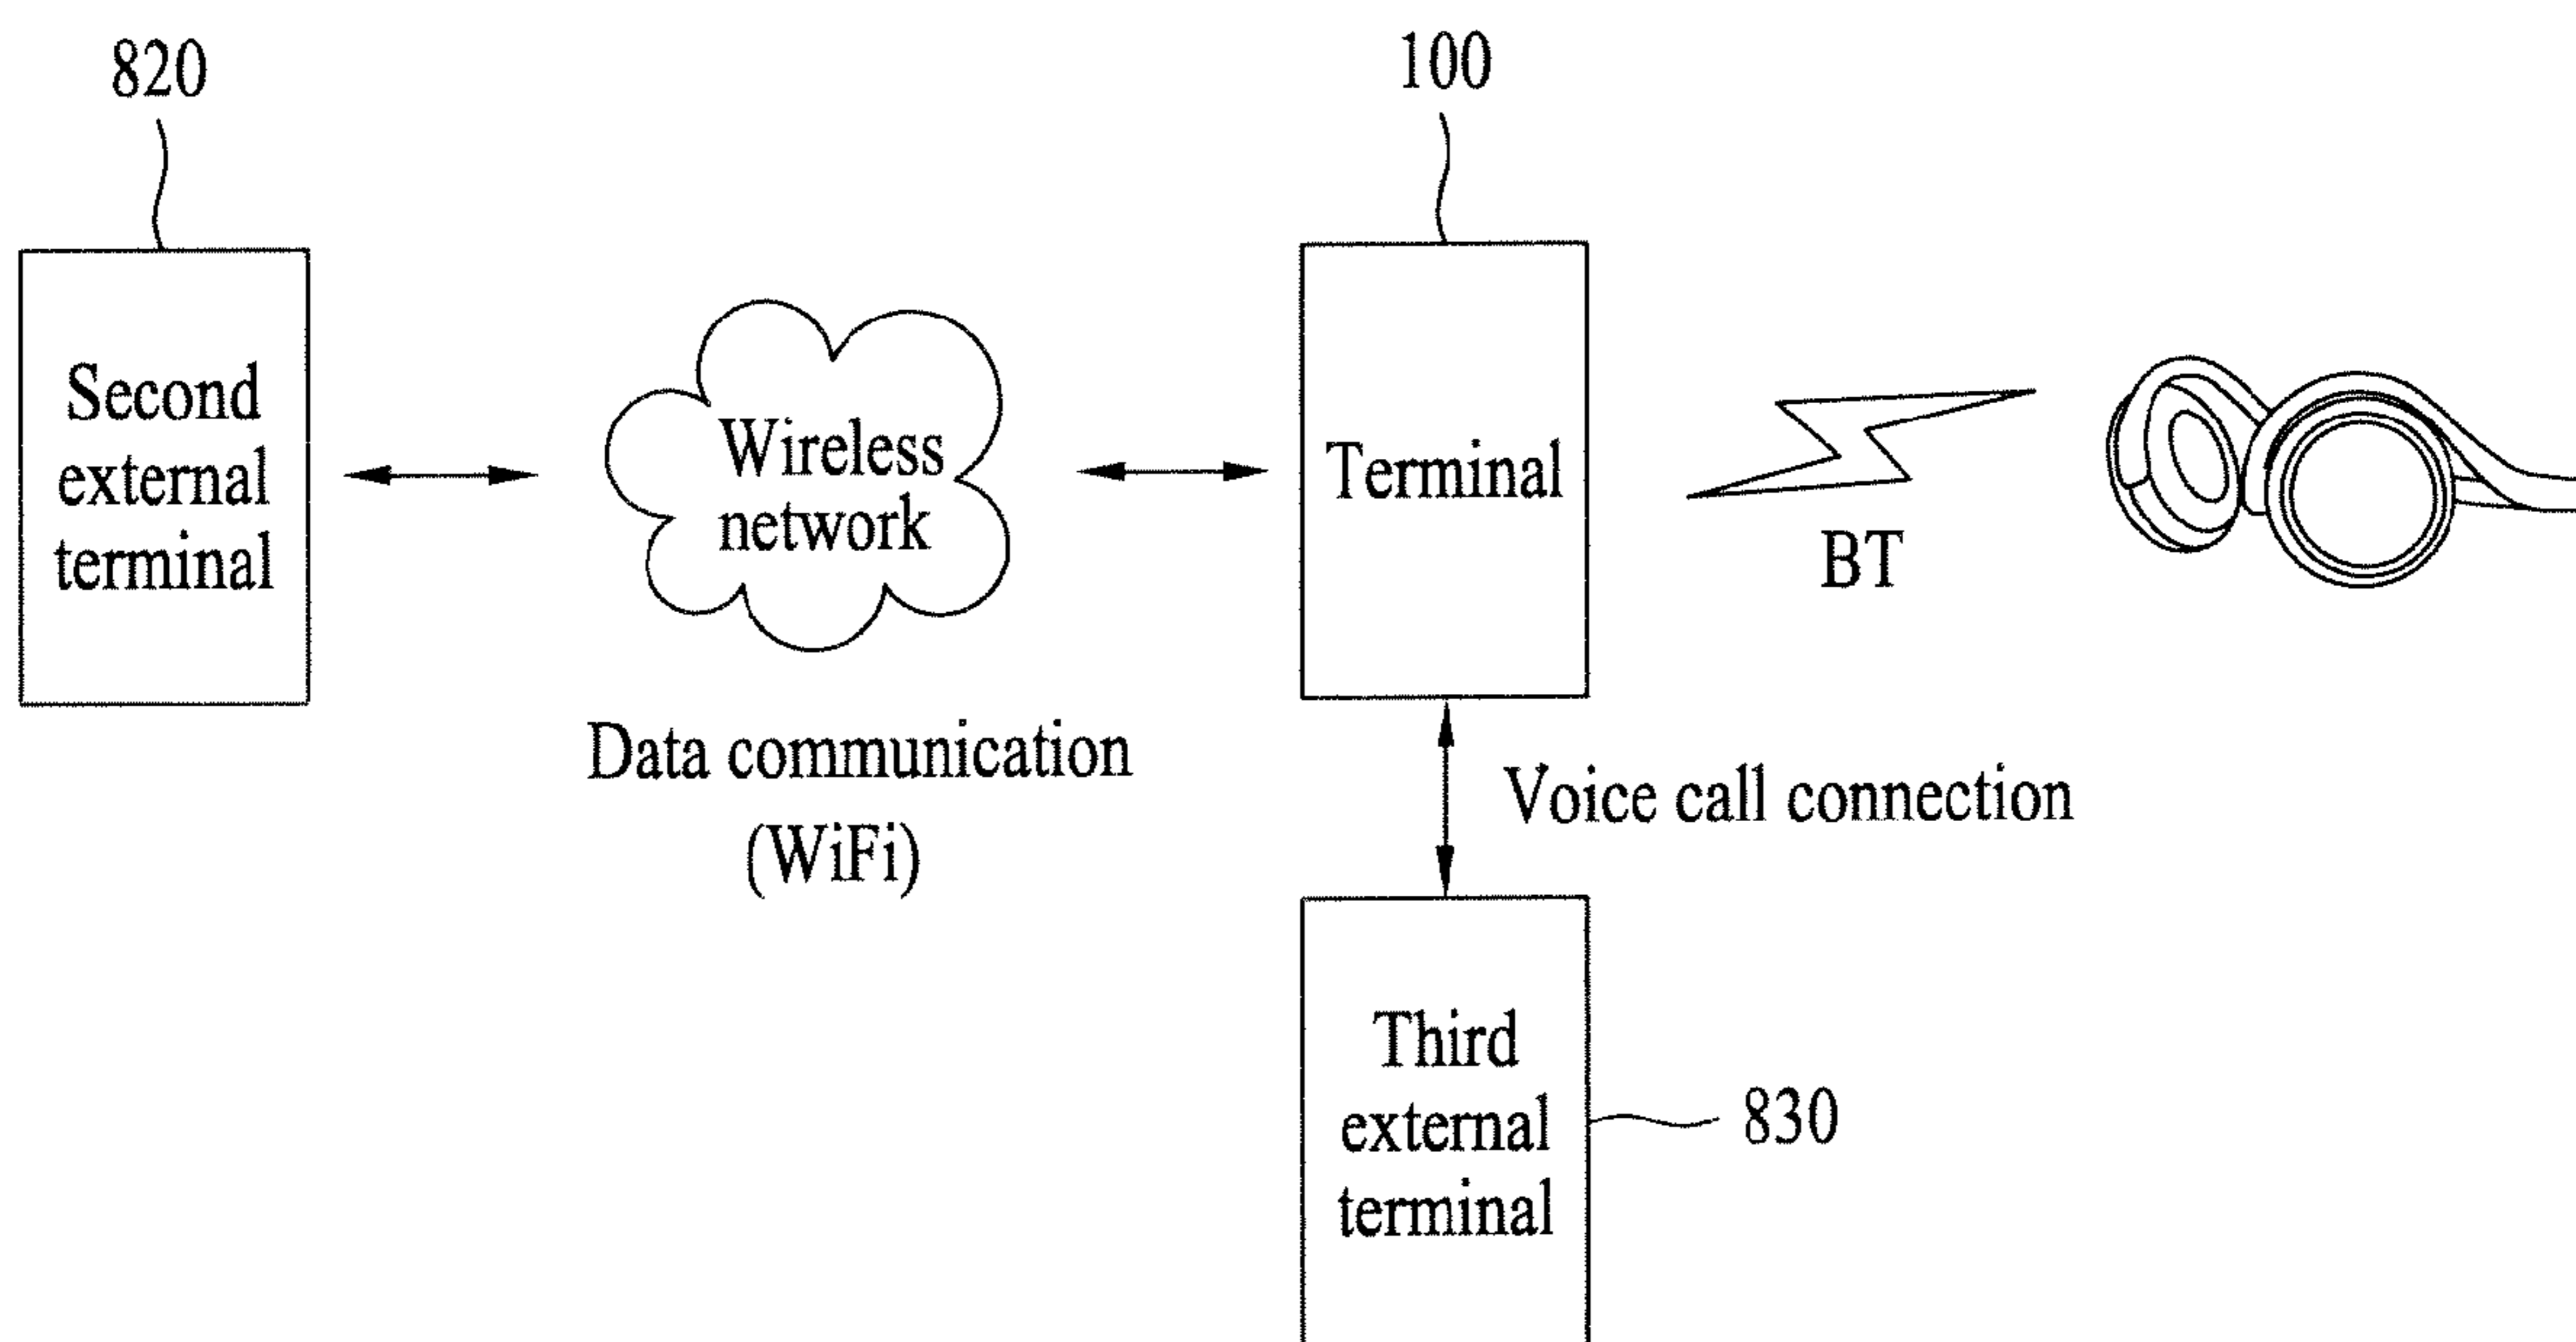 820
100
Second
external
terminal
Wireless
network
Terminal
BT
Data communication
(WiFi)
Voice call connection
Third
external
terminal
830